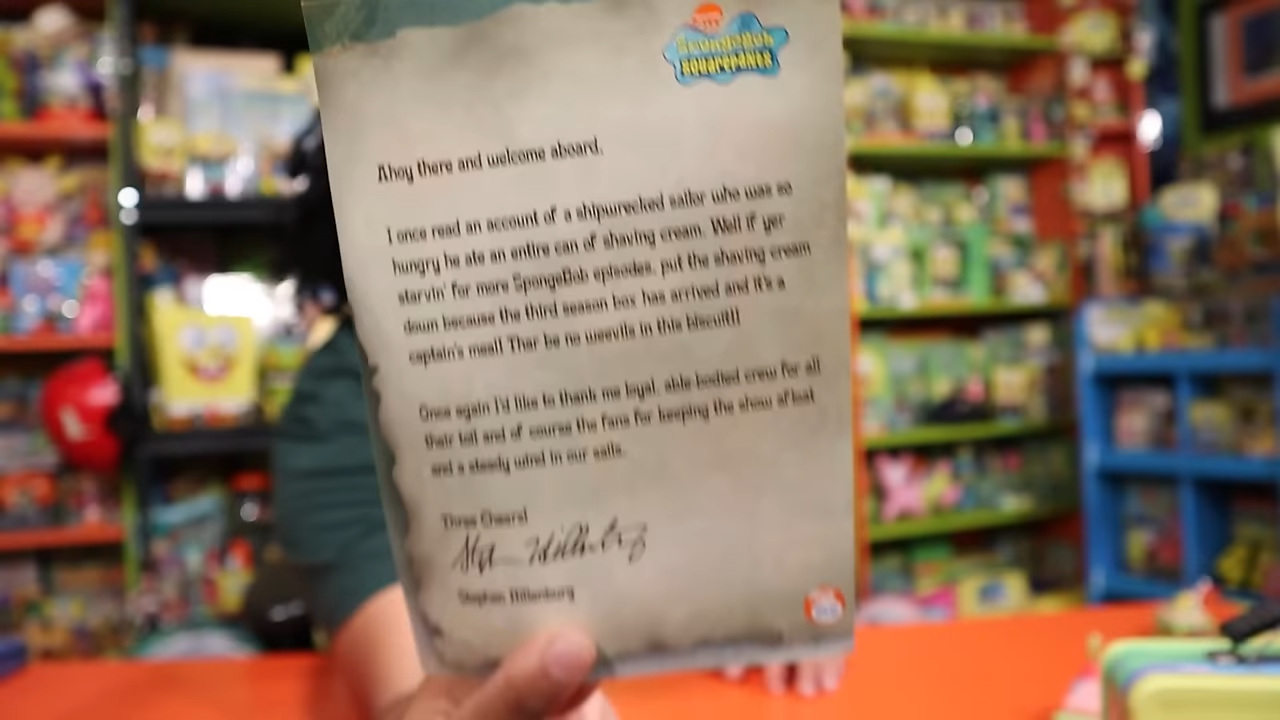 SpongeBob
SquarePants
Ahoy there and welcome aboard,
I once read an account of a shipwrecked sailor who was so
hungry he ate an entire can of shaving cream. Well if yer
starvin' for more SpongeBob episodes, put the shaving cream
down because the third season box has arrived and it's a
captain's meal! Thar be no weevils in this biscuit!!
Once again I'd like to thank me loyal, able bodied crew for all
their toil and of course the fans for keeping the show afloat
and a steady wind in our sails.
Three Cheers!
Stephen Hillenburg
Stephen Hillenburg